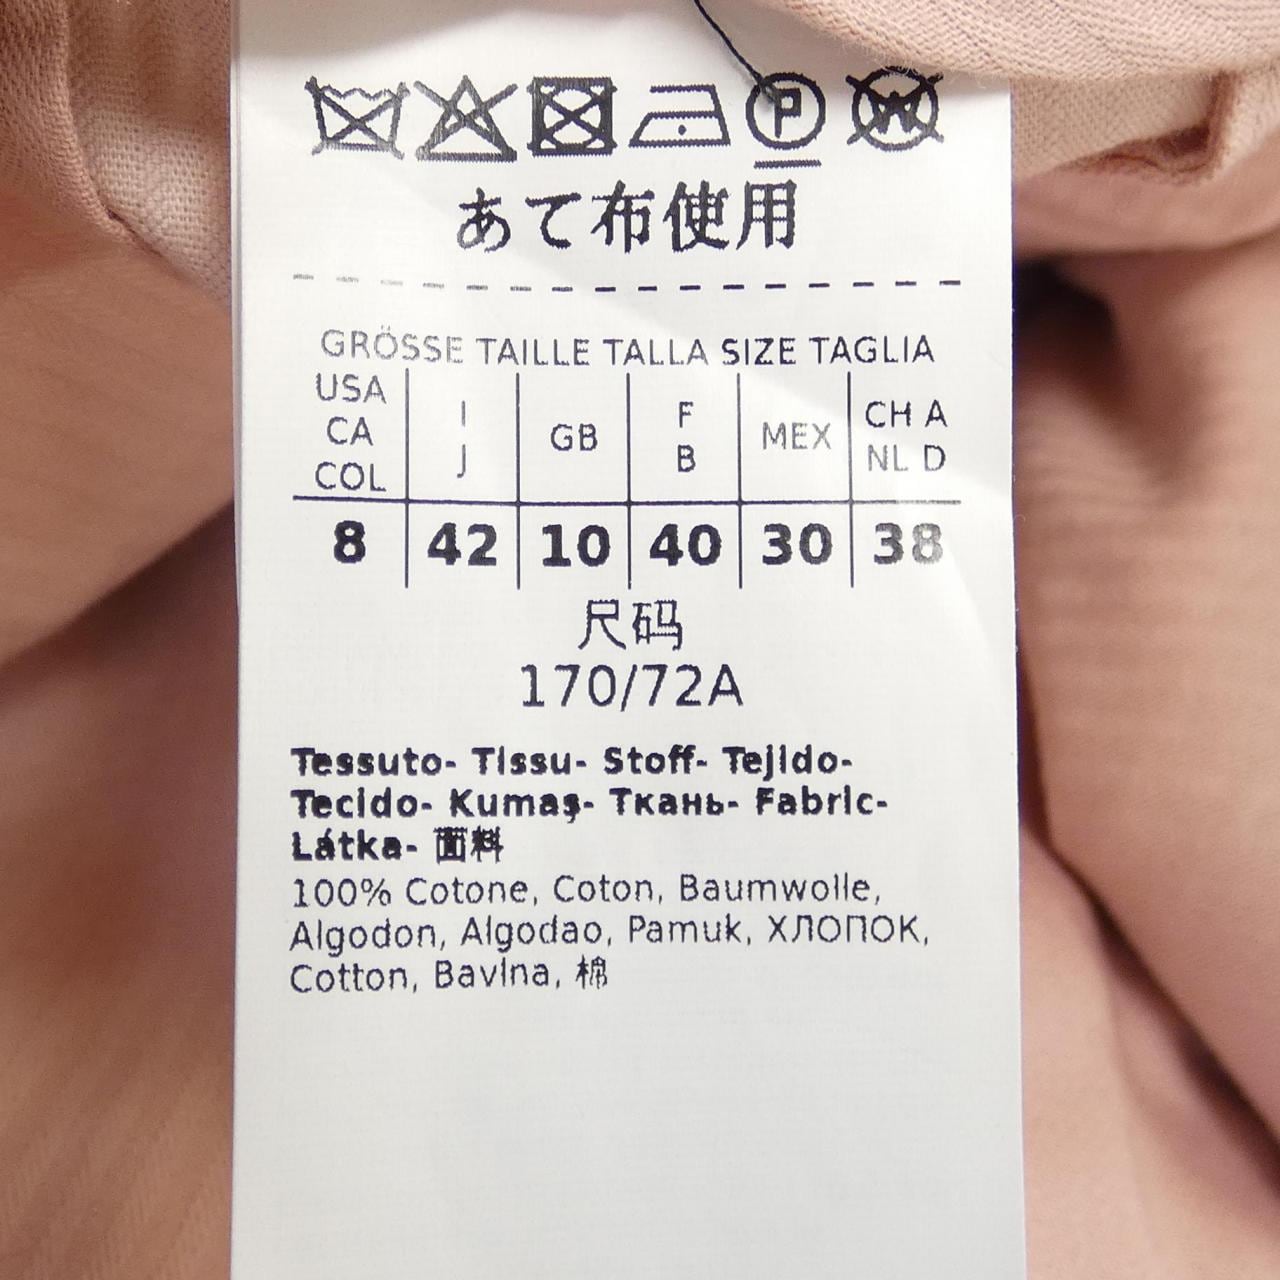 P W
あて布使用
GRÖSSE TAILLE TALLA SIZE TAGLIA
USA CA COL | I J | GB | F B | MEX | CH A NL D
8 | 42 | 10 | 40 | 30 | 38
尺码
170/72A
Tessuto- Tissu- Stoff- Tejido-
Tecido- Kumaş- Ткань- Fabric-
Látka- 面料
100% Cotone, Coton, Baumwolle,
Algodon, Algodao, Pamuk, ХЛОПОК,
Cotton, Bavlna, 棉